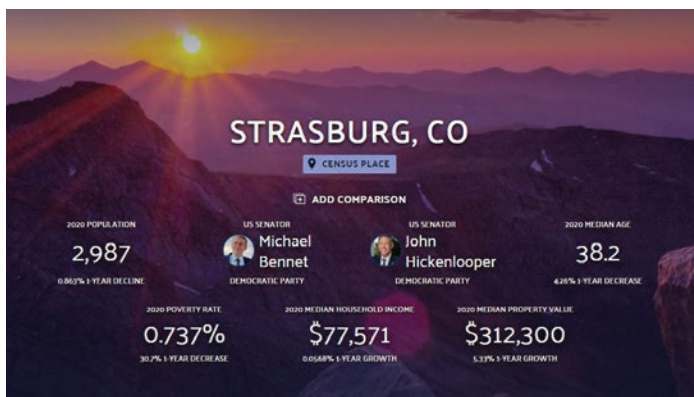 STRASBURG, CO
CENSUS PLACE
ADD COMPARISON
2020 POPULATION
2,987
0.863% 1-YEAR DECLINE
US SENATOR
Michael
Bennet
DEMOCRATIC PARTY
US SENATOR
John
Hickenlooper
DEMOCRATIC PARTY
2020 MEDIAN AGE
38.2
4.26% 1-YEAR DECREASE
2020 POVERTY RATE
0.737%
30.7% 1-YEAR DECREASE
2020 MEDIAN HOUSEHOLD INCOME
$77,571
0.0568% 1-YEAR GROWTH
2020 MEDIAN PROPERTY VALUE
$312,300
5.33% 1-YEAR GROWTH